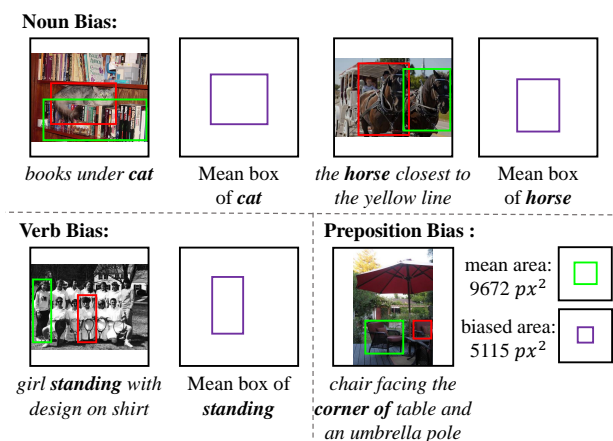 Noun Bias:
books under cat
Mean box
of cat
the horse closest to
the yellow line
Mean box
of horse
Verb Bias:
girl standing with
design on shirt
Mean box of
standing
Preposition Bias :
chair facing the
corner of table and
an umbrella pole
mean area:
9672 px²
biased area:
5115 px²